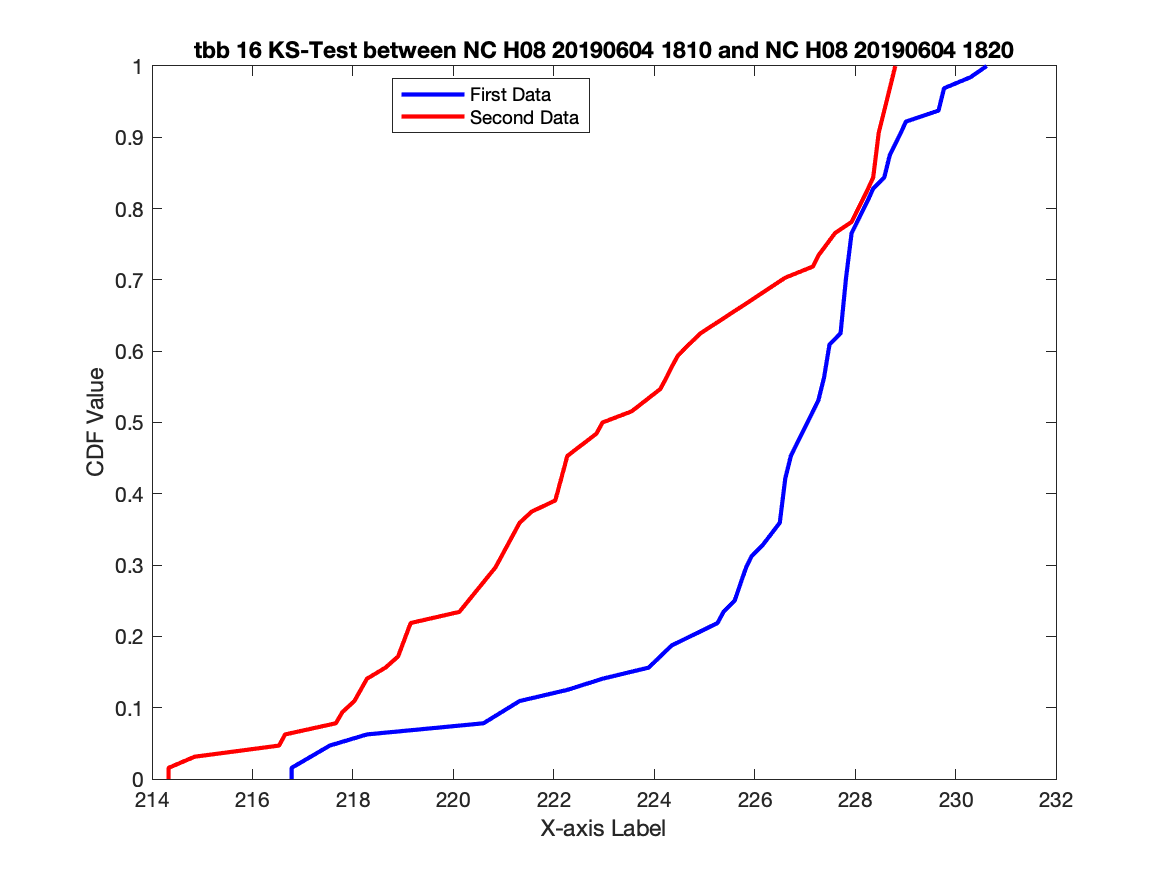 tbb 16 KS-Test between NC H08 20190604 1810 and NC H08 20190604 1820
First Data
Second Data
1
0.9
0.8
0.7
0.6
0.5
0.4
0.3
0.2
0.1
0
CDF Value
214 216 218 220 222 224 226 228 230 232
X-axis Label